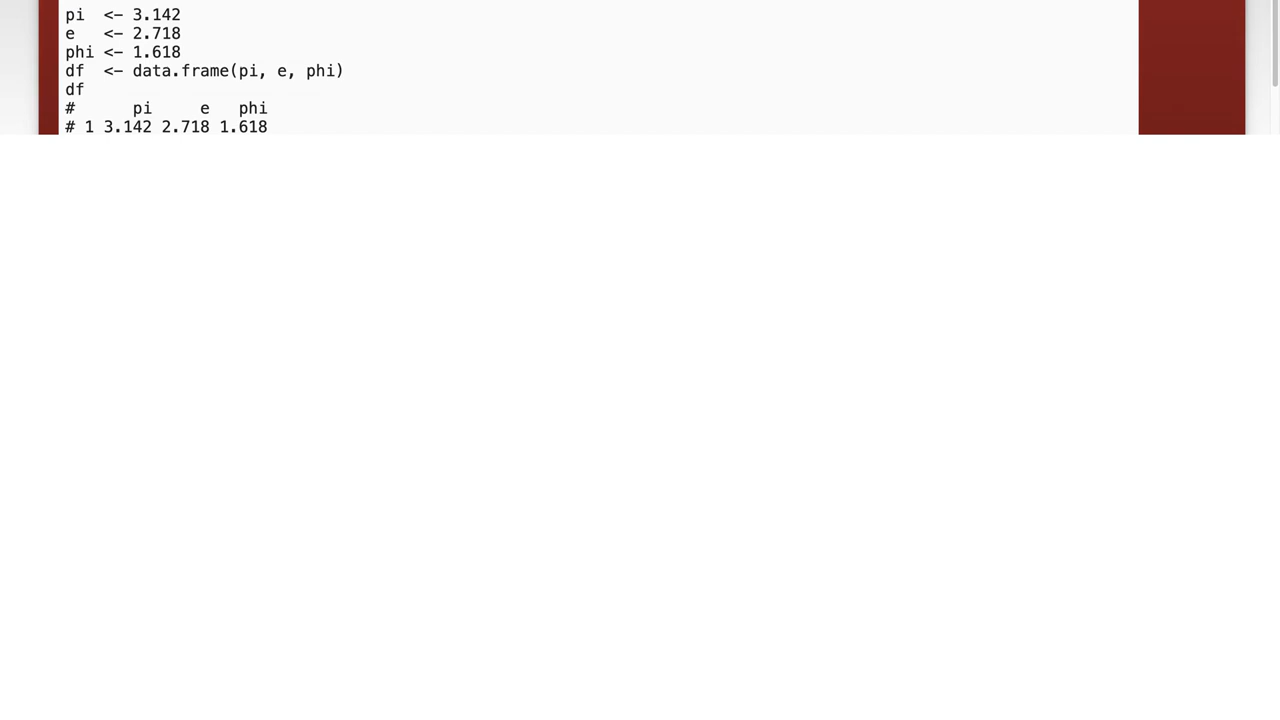 pi  <- 3.142
e   <- 2.718
phi <- 1.618
df  <- data.frame(pi, e, phi)
df
#      pi     e   phi
# 1 3.142 2.718 1.618